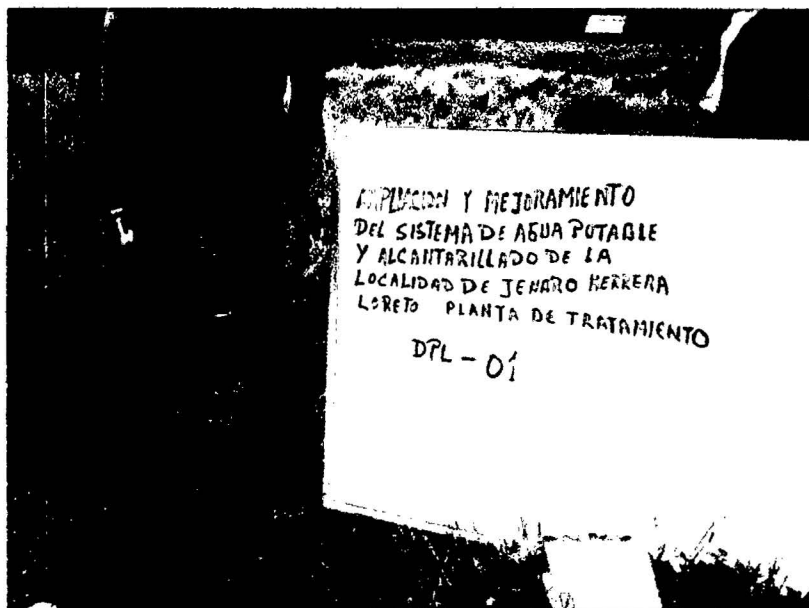 AMPLIACION Y MEJORAMIENTO
DEL SISTEMA DE AGUA POTABLE
Y ALCANTARILLADO DE LA
LOCALIDAD DE JENARO HERRERA
LORETO PLANTA DE TRATAMIENTO
DPL - 01